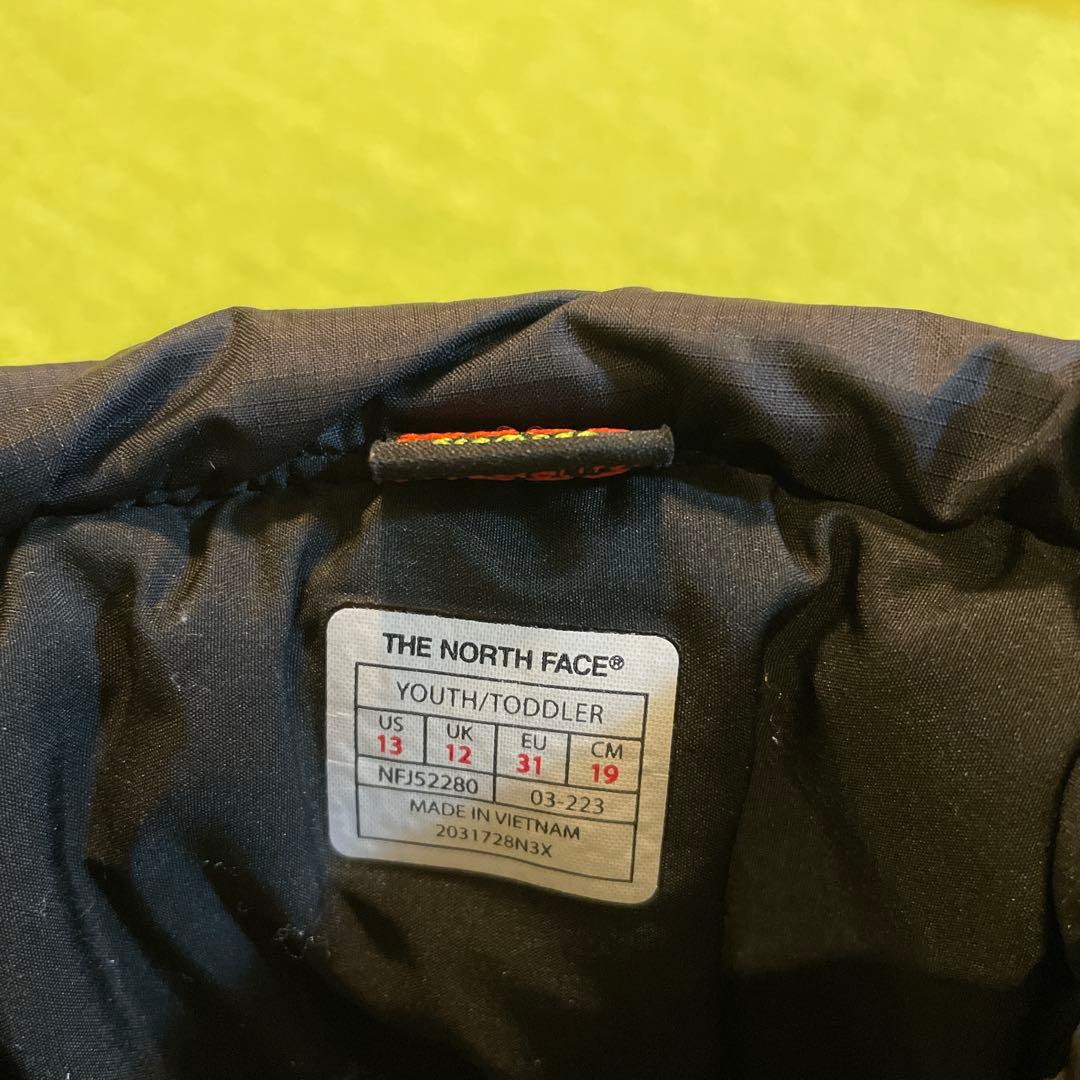 THE NORTH FACE®
YOUTH/TODDLER
US UK EU CM
13 12 31 19
NFJ52280 03-223
MADE IN VIETNAM
2031728N3X